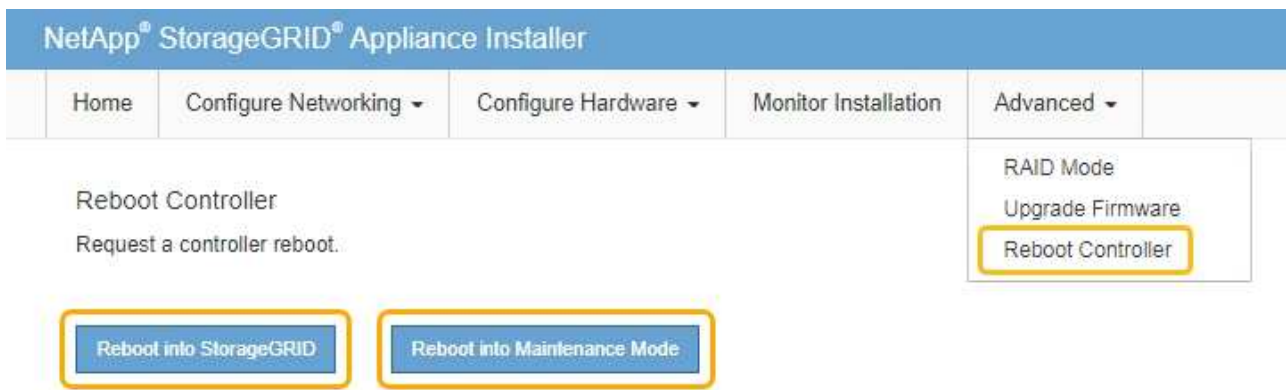 NetApp® StorageGRID® Appliance Installer
Home Configure Networking Configure Hardware Monitor Installation Advanced
RAID Mode
Upgrade Firmware
Reboot Controller
Reboot Controller
Request a controller reboot.
Reboot into StorageGRID Reboot into Maintenance Mode